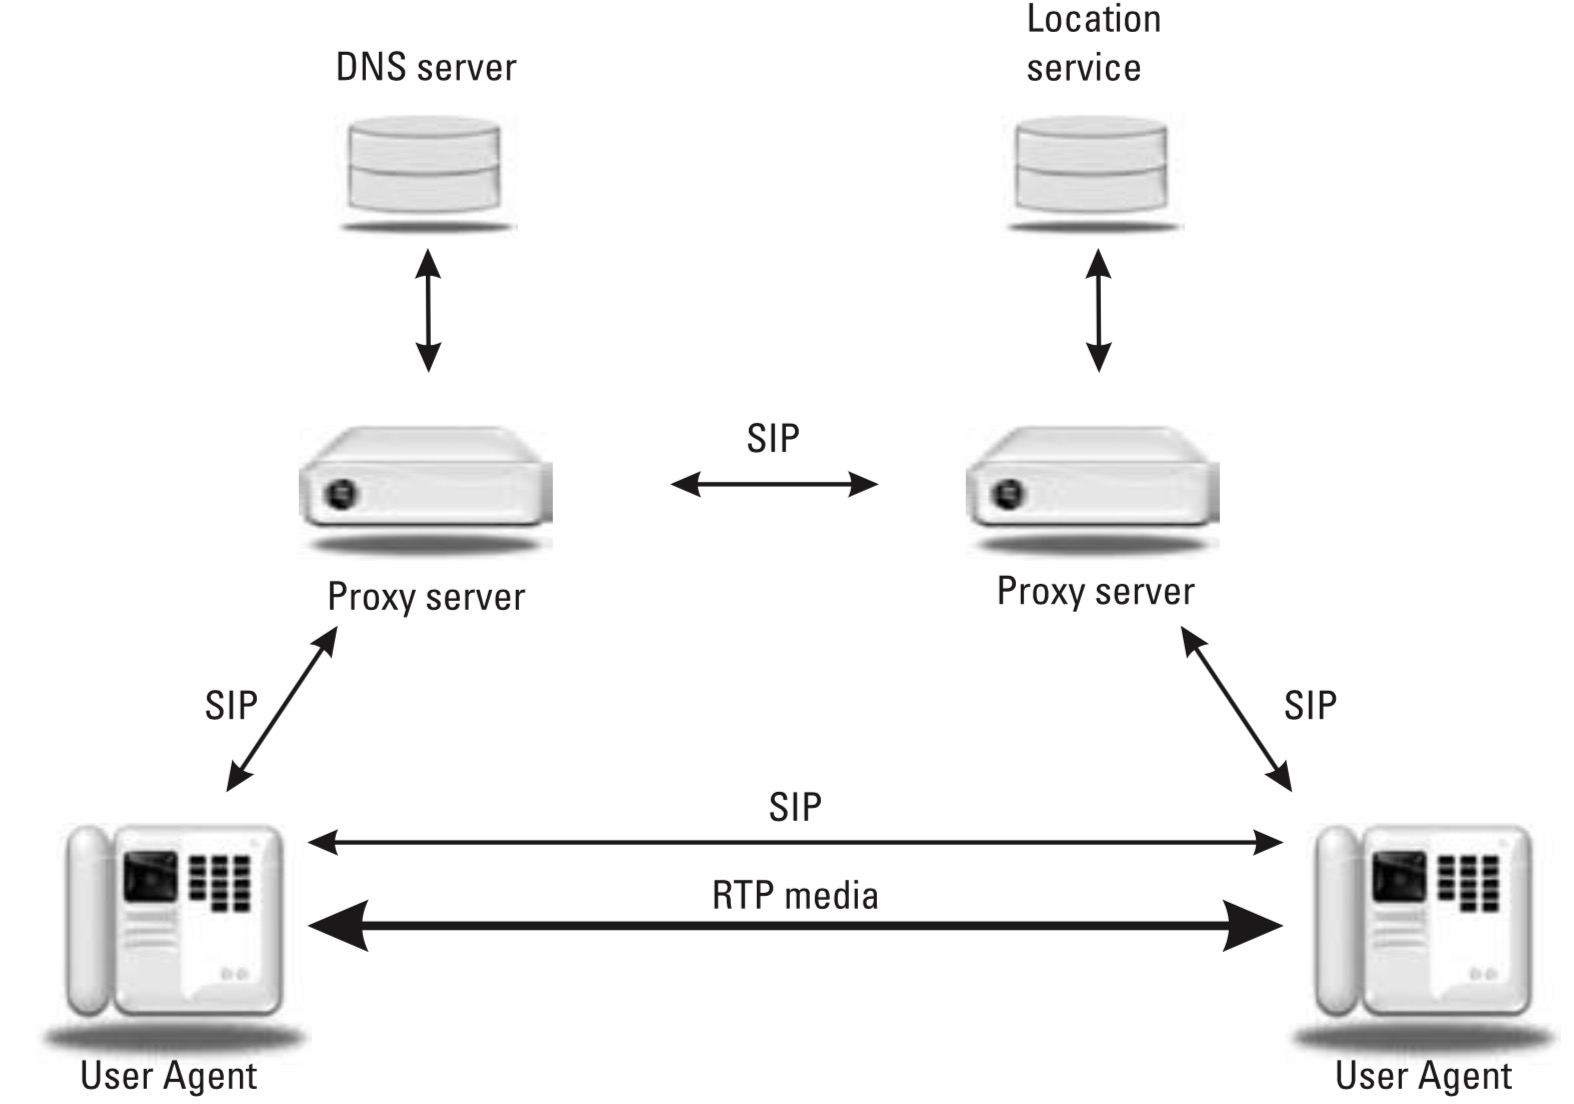 Location
service
DNS server
SIP
Proxy server
Proxy server
SIP
SIP
SIP
RTP media
User Agent
User Agent